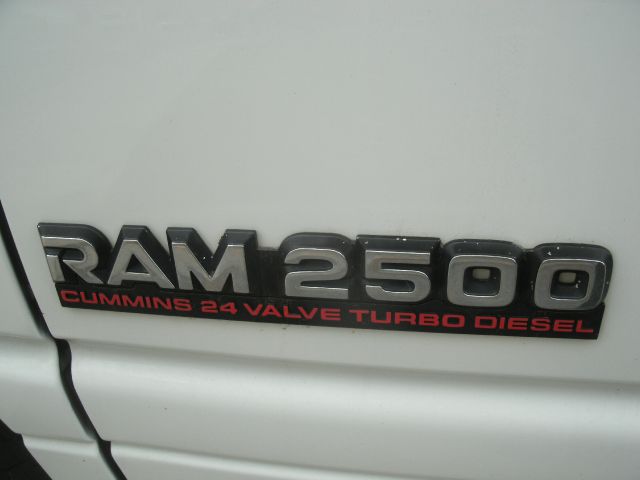 RAM 2500
CUMMINS 24 VALVE TURBO DIESEL